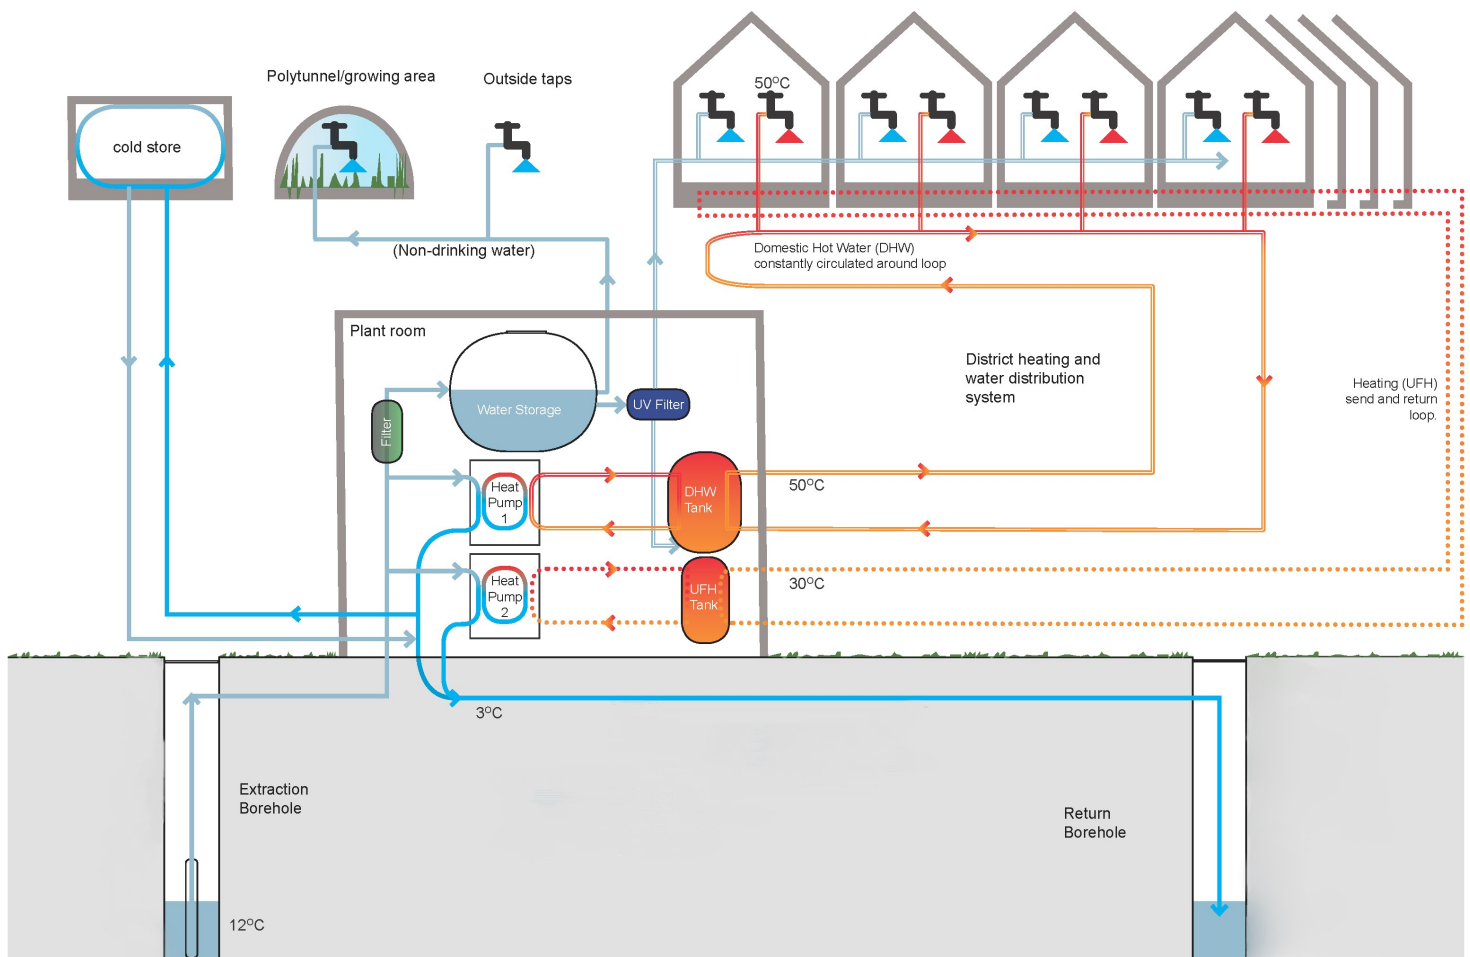 Polytunnel/growing area
Outside taps
50°C
cold store
(Non-drinking water)
Domestic Hot Water (DHW)
constantly circulated around loop
Plant room
District heating and
water distribution
system
Heating (UFH)
send and return
loop.
Water Storage
UV Filter
Filter
Heat
Pump
1
DHW
Tank
50°C
Heat
Pump
2
UFH
Tank
30°C
3°C
Extraction
Borehole
Return
Borehole
12°C